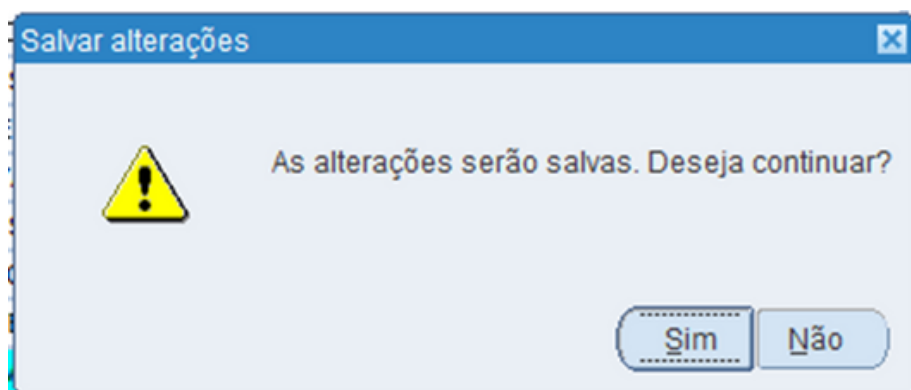 Salvar alterações
As alterações serão salvas. Deseja continuar?
Sim
Não